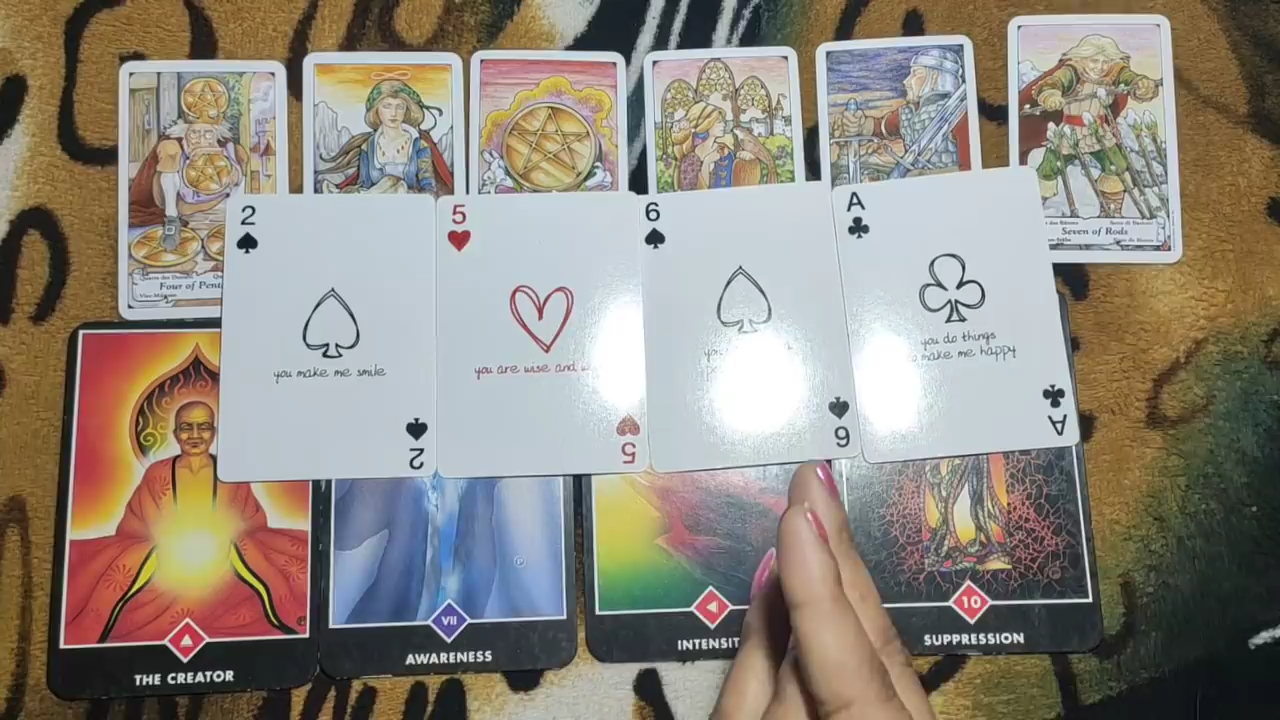 Seven of Rods
Four of Pent
2
5
6
A
you make me smile
you are wise and
you do things
make me happy
2
5
6
A
VII
10
INTENSIT
SUPPRESSION
AWARENESS
THE CREATOR